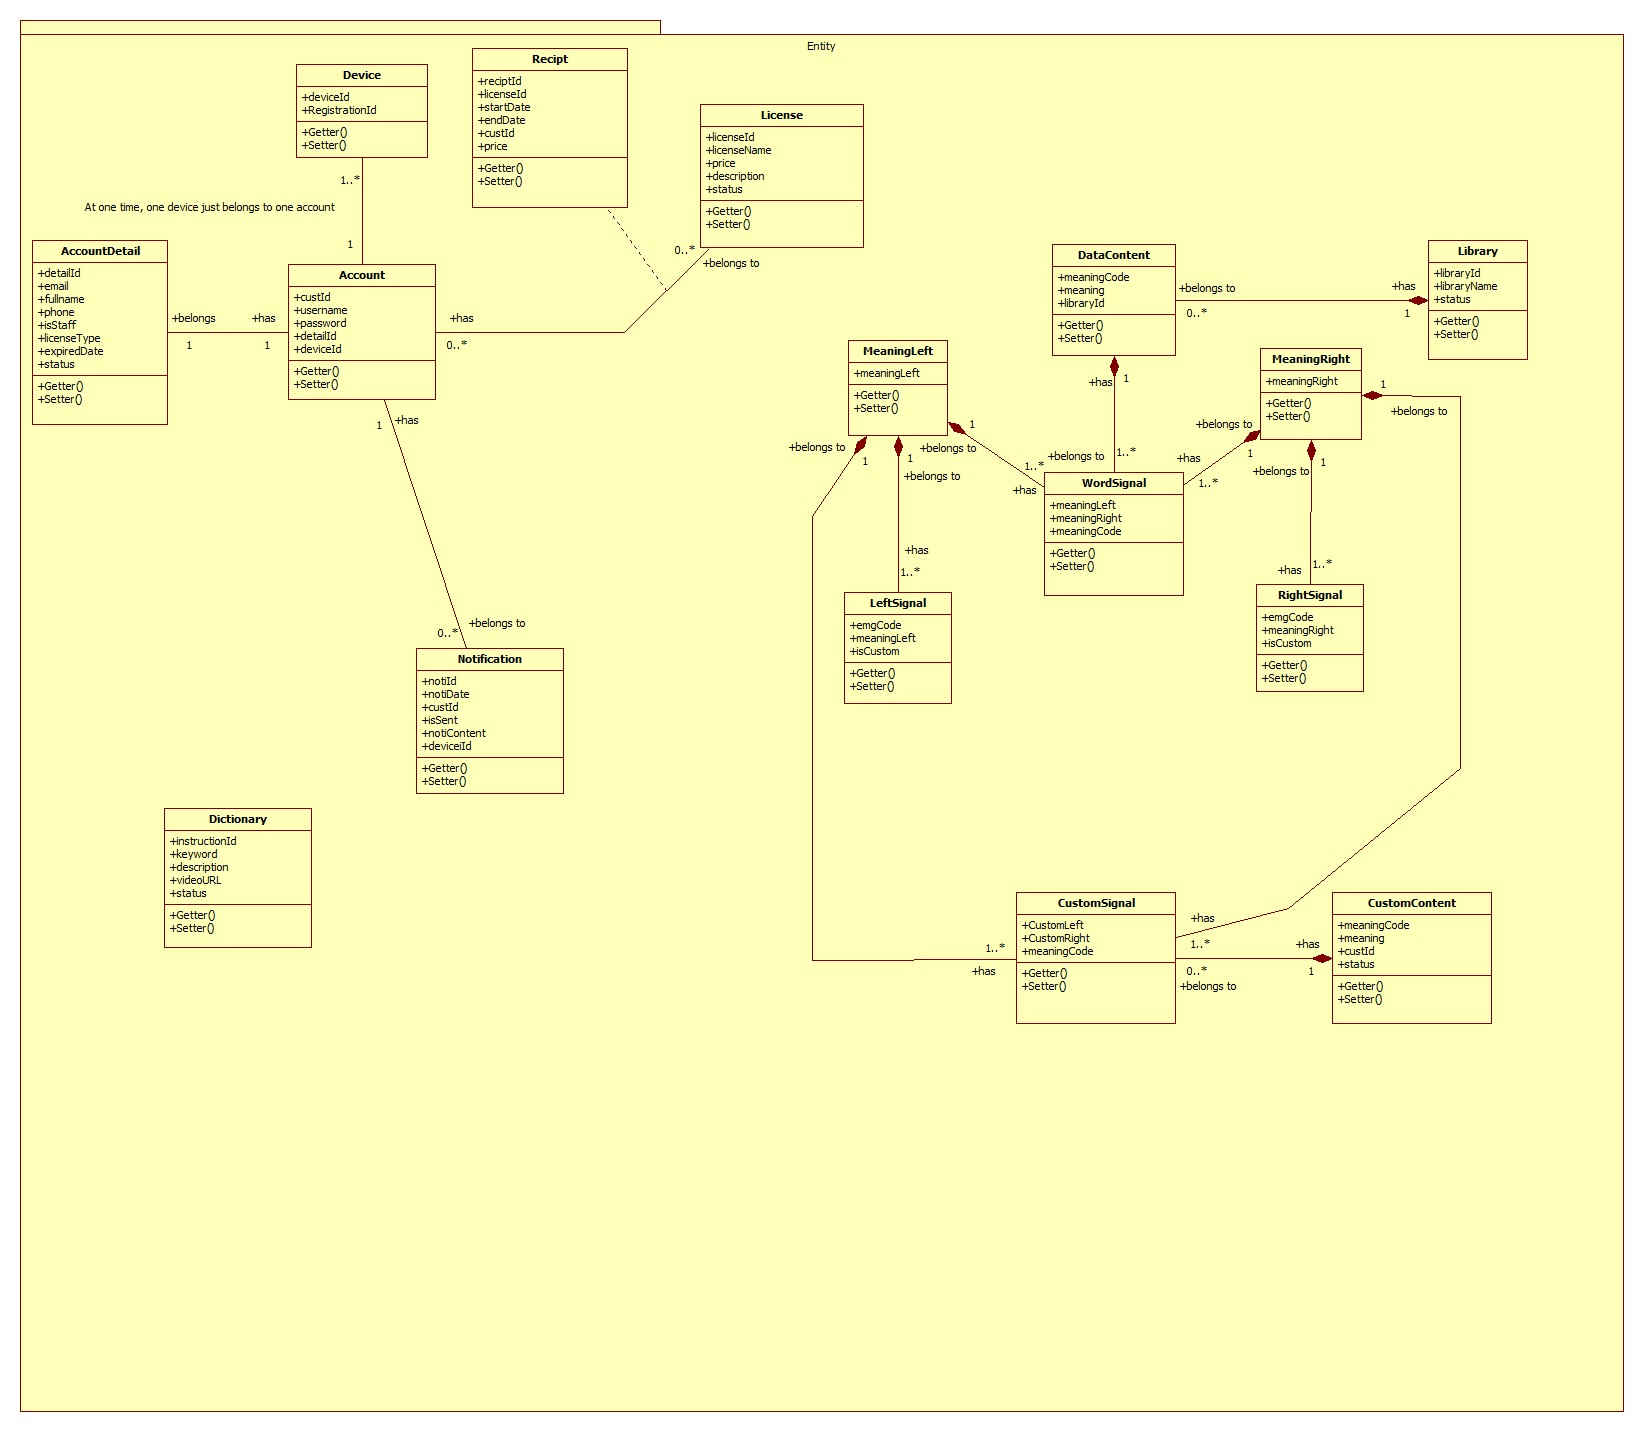 Entity
Device
+deviceId
+RegistrationId
+Getter()
+Setter()
1..*
At one time, one device just belongs to one account
1
Recipt
+reciptId
+licenseId
+startDate
+endDate
+custId
+price
+Getter()
+Setter()
License
+licenseId
+licenseName
+price
+description
+status
+Getter()
+Setter()
0..*
+belongs to
AccountDetail
+detailId
+email
+fullname
+phone
+isStaff
+licenseType
+expiredDate
+status
+Getter()
+Setter()
+belongs
+has
1
1
Account
+custId
+username
+password
+detailId
+deviceId
+Getter()
+Setter()
+has
0..*
+has
1
0..*
+belongs to
Notification
+notiId
+notiDate
+custId
+isSent
+notiContent
+deviceiId
+Getter()
+Setter()
Dictionary
+instructionId
+keyword
+description
+videoURL
+status
+Getter()
+Setter()
DataContent
+meaningCode
+meaning
+libraryId
+Getter()
+Setter()
+belongs to
0..*
+has
1
Library
+libraryId
+libraryName
+status
+Getter()
+Setter()
MeaningLeft
+meaningLeft
+Getter()
+Setter()
+has
1
MeaningRight
+meaningRight
+Getter()
+Setter()
1
+belongs to
+belongs to
1
1
+belongs to
+belongs to
1
1..*
+has
+belongs to
1..*
+belongs to
1
+has
1..*
+belongs to
1
WordSignal
+meaningLeft
+meaningRight
+meaningCode
+Getter()
+Setter()
+has
1..*
LeftSignal
+emgCode
+meaningLeft
+isCustom
+Getter()
+Setter()
1..*
+has
RightSignal
+emgCode
+meaningRight
+isCustom
+Getter()
+Setter()
1..*
+has
CustomSignal
+CustomLeft
+CustomRight
+meaningCode
+Getter()
+Setter()
+has
1..*
0..*
+belongs to
+has
1
CustomContent
+meaningCode
+meaning
+custId
+status
+Getter()
+Setter()